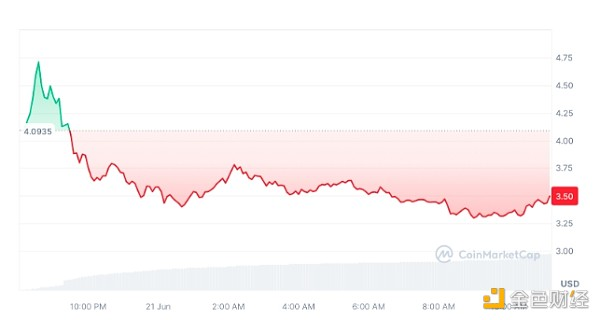 4.75
4.50
4.25
4.0935
4.00
3.75
3.50
3.25
CoinMarketCap
3.00
USD
10:00 PM
21 Jun
2:00 AM
4:00 AM
6:00 AM
8:00 AM
金色财经